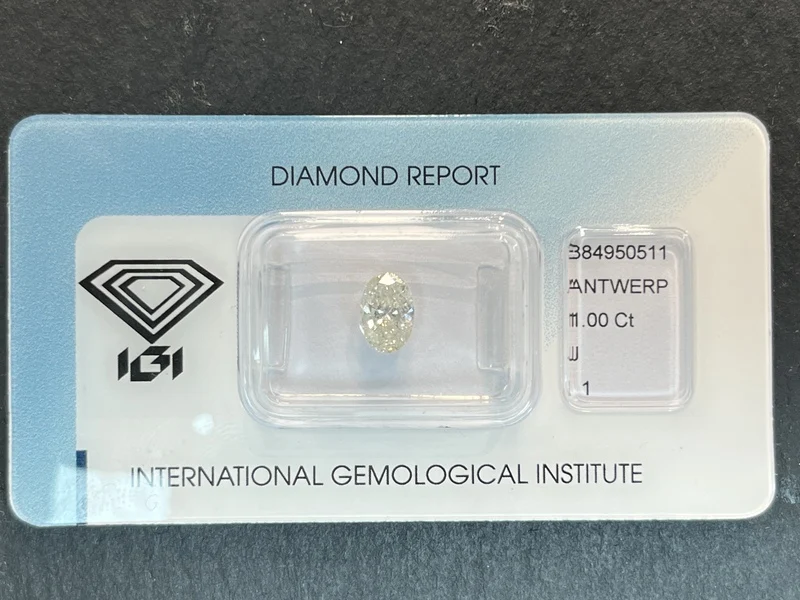 DIAMOND REPORT
IGI
384950511
ANTWERP
1.00 Ct
J
1
INTERNATIONAL GEMOLOGICAL INSTITUTE